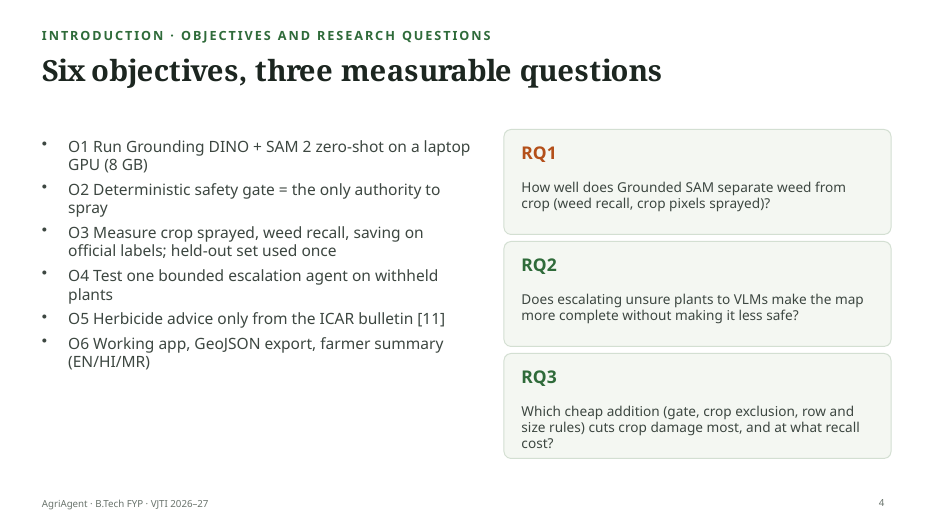 INTRODUCTION · OBJECTIVES AND RESEARCH QUESTIONS
Six objectives, three measurable questions
• O1 Run Grounding DINO + SAM 2 zero-shot on a laptop
GPU (8 GB)
• O2 Deterministic safety gate = the only authority to
spray
• O3 Measure crop sprayed, weed recall, saving on
official labels; held-out set used once
• O4 Test one bounded escalation agent on withheld
plants
• O5 Herbicide advice only from the ICAR bulletin [11]
• O6 Working app, GeoJSON export, farmer summary
(EN/HI/MR)
RQ1
How well does Grounded SAM separate weed from
crop (weed recall, crop pixels sprayed)?
RQ2
Does escalating unsure plants to VLMs make the map
more complete without making it less safe?
RQ3
Which cheap addition (gate, crop exclusion, row and
size rules) cuts crop damage most, and at what recall
cost?
AgriAgent · B.Tech FYP · VJTI 2026–27
4